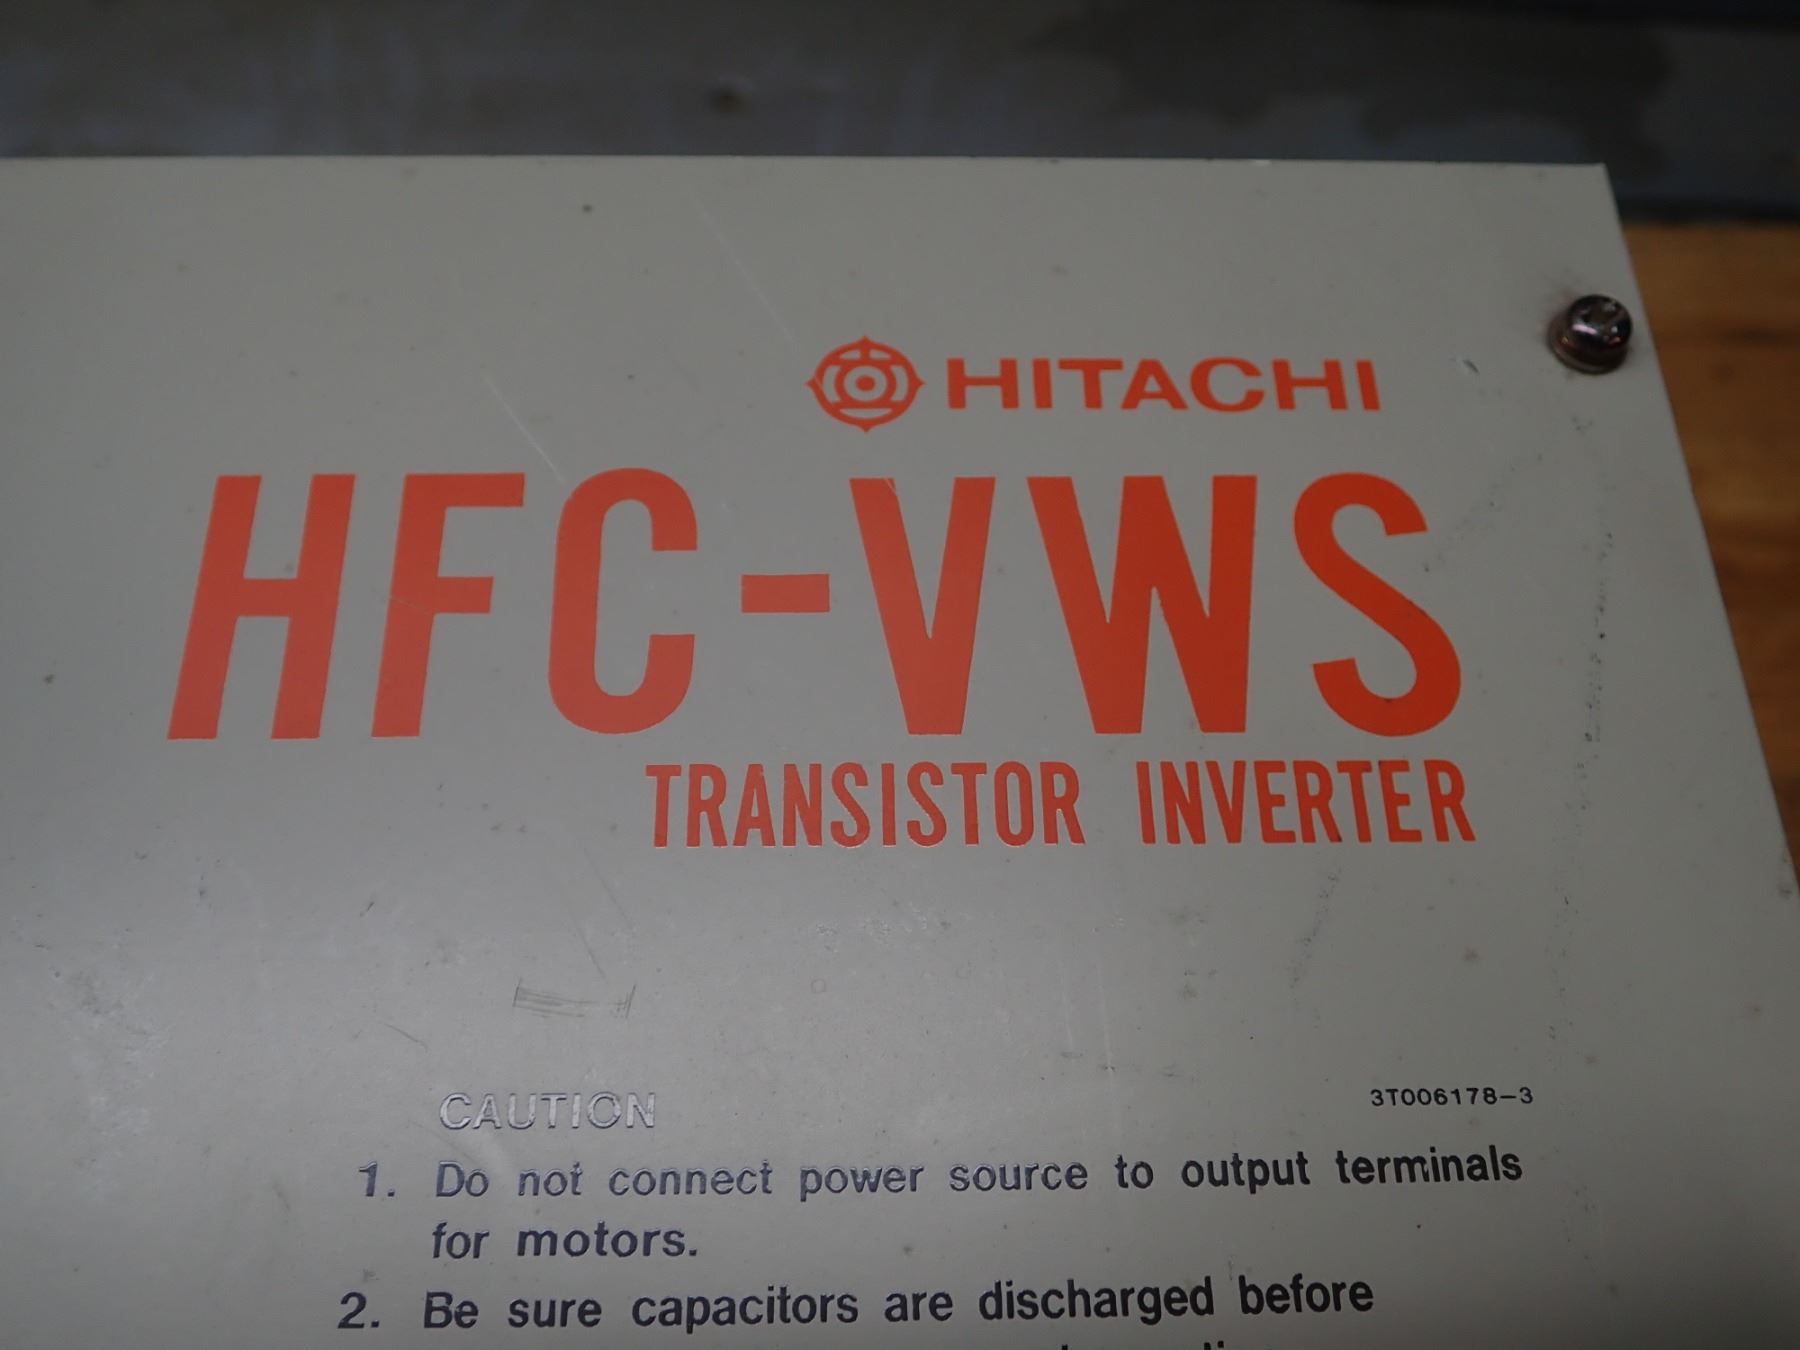 HITACHI
HFC-VWS
TRANSISTOR INVERTER
CAUTION
3T006178-3
1. Do not connect power source to output terminals
for motors.
2. Be sure capacitors are discharged before